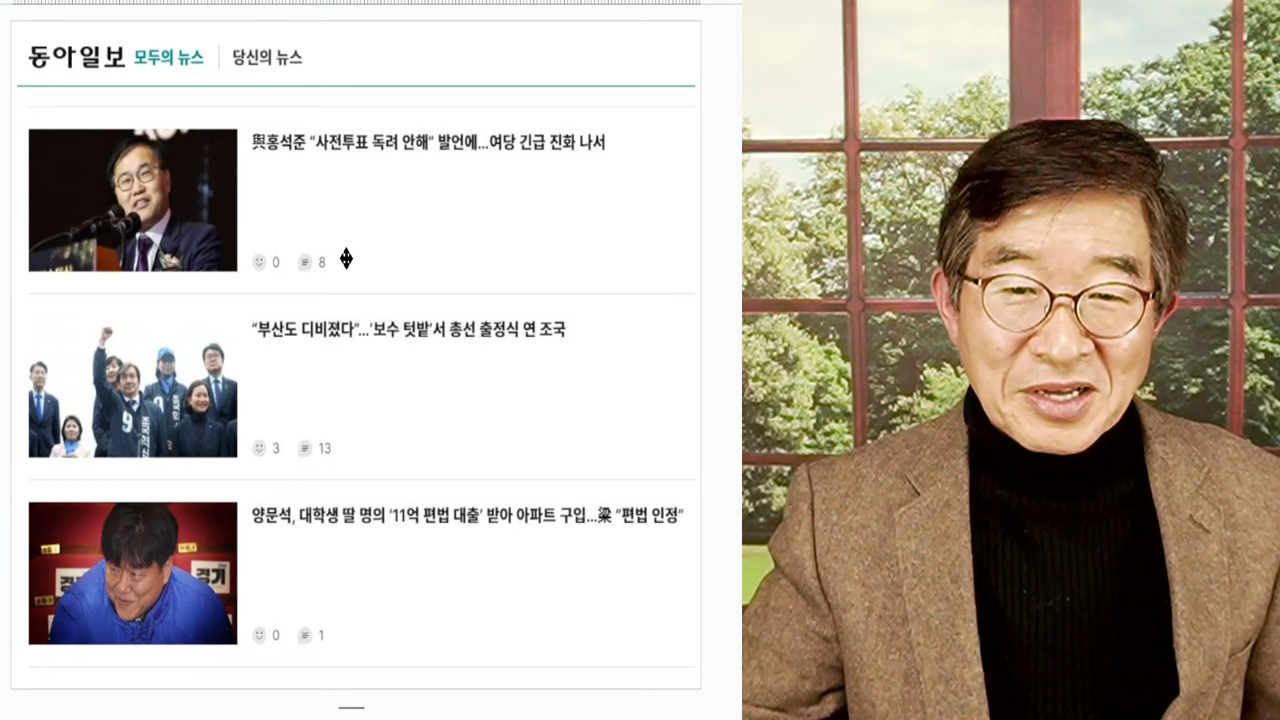 동아일보 모두의 뉴스 당신의 뉴스
與홍석준 “사전투표 독려 안해” 발언에...여당 긴급 진화 나서
0 8
“부산도 디비졌다”...‘보수 텃밭’서 총선 출정식 연 조국
9
3 13
양문석, 대학생 딸 명의 ‘11억 편법 대출’ 받아 아파트 구입...梁 “편법 인정”
경기
0 1